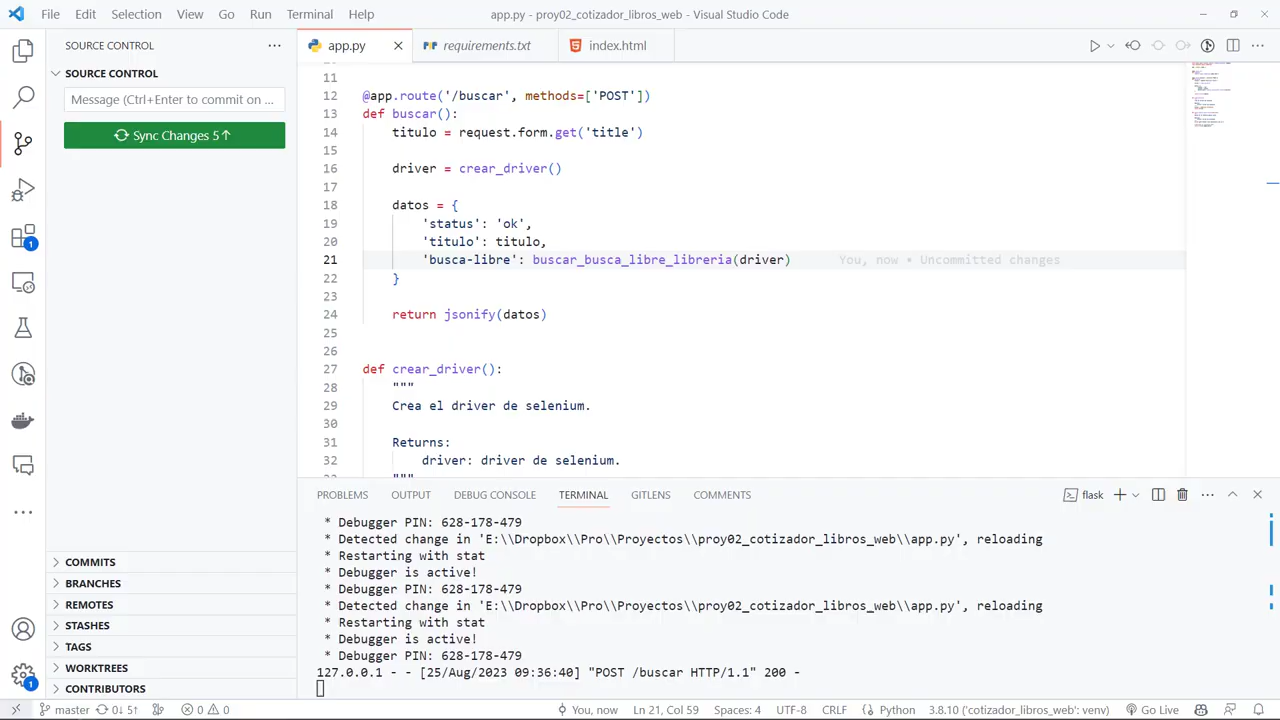 File Edit Selection View Go Run Terminal Help
app.py - proy02_cotizador_libros_web - Visual Studio Code
SOURCE CONTROL
app.py
requirements.txt
index.html
SOURCE CONTROL
Message (Ctrl+Enter to commit on ...
Sync Changes 5↑
1
COMMITS
BRANCHES
REMOTES
STASHES
TAGS
WORKTREES
CONTRIBUTORS
1
11
12 @app.route('/buscar', methods=['POST'])
13 def buscar():
14 titulo = request.form.get('title')
15
16 driver = crear_driver()
17
18 datos = {
19 'status': 'ok',
20 'titulo': titulo,
21 'busca-libre': buscar_busca_libre_libreria(driver) You, now • Uncommitted changes
22 }
23
24 return jsonify(datos)
25
26
27 def crear_driver():
28 """
29 Crea el driver de selenium.
30
31 Returns:
32 driver: driver de selenium.
"""
PROBLEMS OUTPUT DEBUG CONSOLE TERMINAL GITLENS COMMENTS
flask
* Debugger PIN: 628-178-479
* Detected change in 'E:\\Dropbox\\Pro\\Proyectos\\proy02_cotizador_libros_web\\app.py', reloading
* Restarting with stat
* Debugger is active!
* Debugger PIN: 628-178-479
* Detected change in 'E:\\Dropbox\\Pro\\Proyectos\\proy02_cotizador_libros_web\\app.py', reloading
* Restarting with stat
* Debugger is active!
* Debugger PIN: 628-178-479
127.0.0.1 - - [25/Aug/2023 09:36:40] "POST /buscar HTTP/1.1" 200 -
master 0↓ 5↑ 0 0 You, now Ln 21, Col 59 Spaces: 4 UTF-8 CRLF Python 3.8.10 ('cotizador_libros_web': venv) Go Live